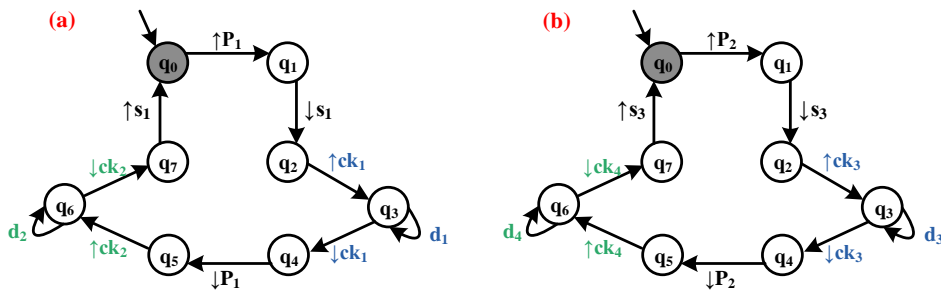 (a)
q0
↑P1
q1
↑s1
↓s1
↓ck2
q7
q2
↑ck1
q6
q3
d2
d1
↑ck2
q5
q4
↓ck1
↓P1
(b)
q0
↑P2
q1
↑s3
↓s3
↓ck4
q7
q2
↑ck3
q6
q3
d4
d3
↑ck4
q5
q4
↓ck3
↓P2